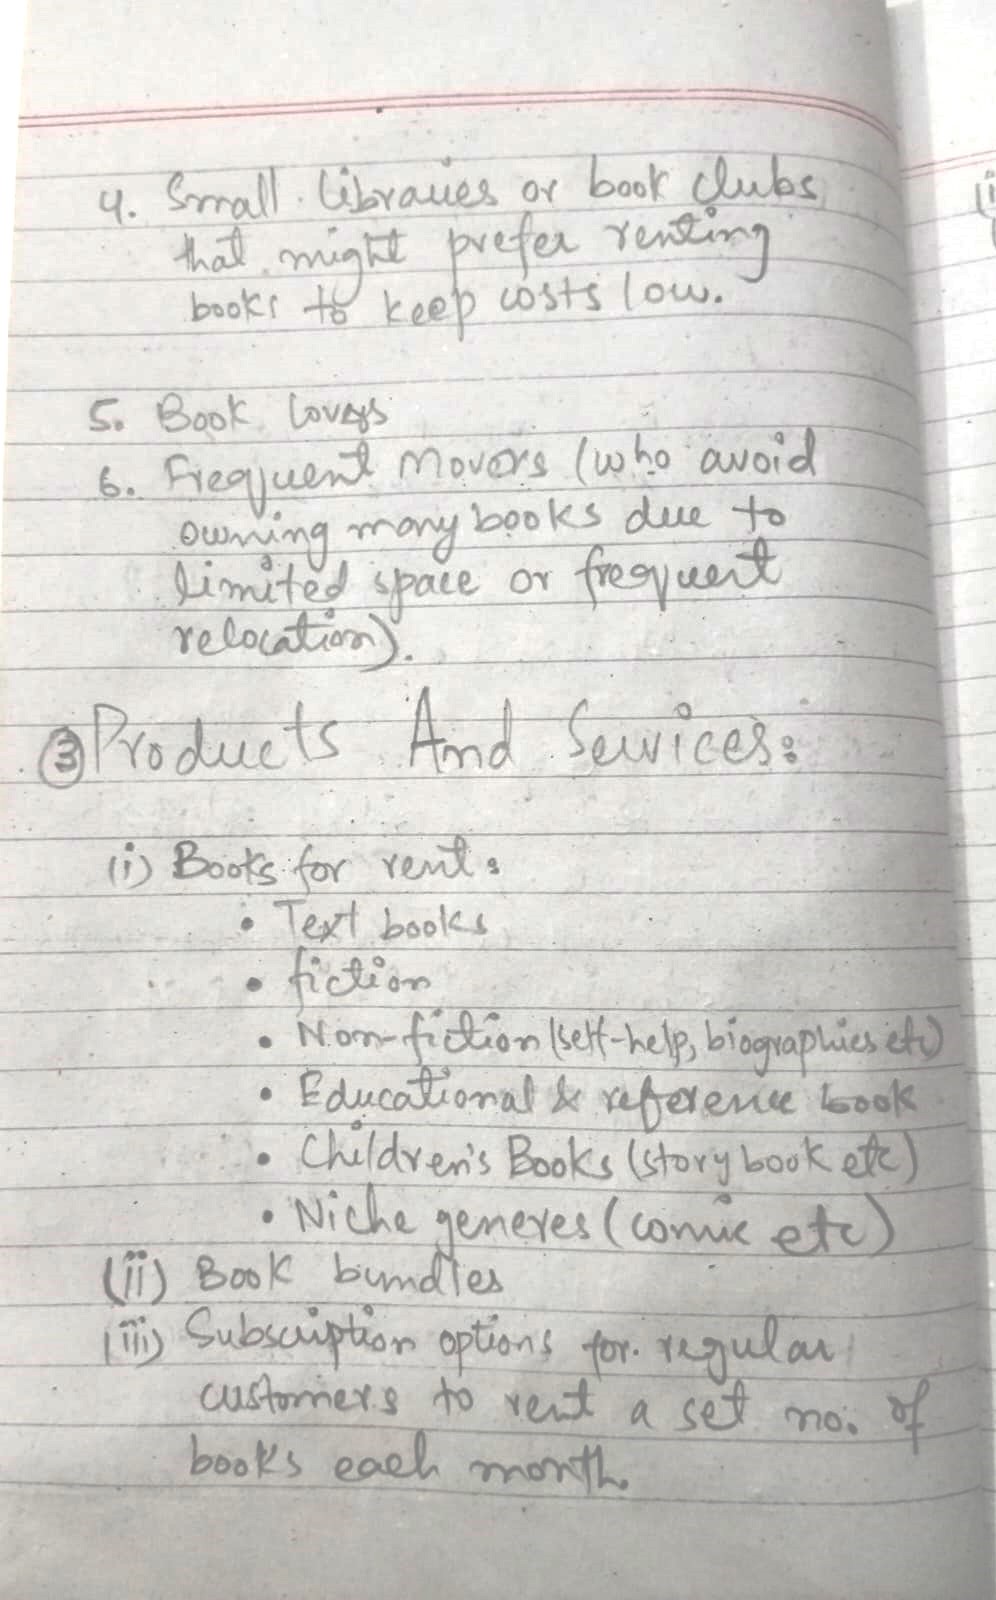 4. Small libraries or book clubs
that might prefer renting
books to keep costs low.
5. Book lovers
6. Frequent Movers (who avoid
owning many books due to
limited space or frequent
relocation).
③ Products And Services:
(i) Books for rent:
• Text books
• fiction
• Non-fiction (self-help, biographies etc)
• Educational & reference book
• Children's Books (story book etc)
• Niche generes (comic etc)
(ii) Book bundles
(iii) Subscription options for regular
customers to rent a set no. of
books each month.